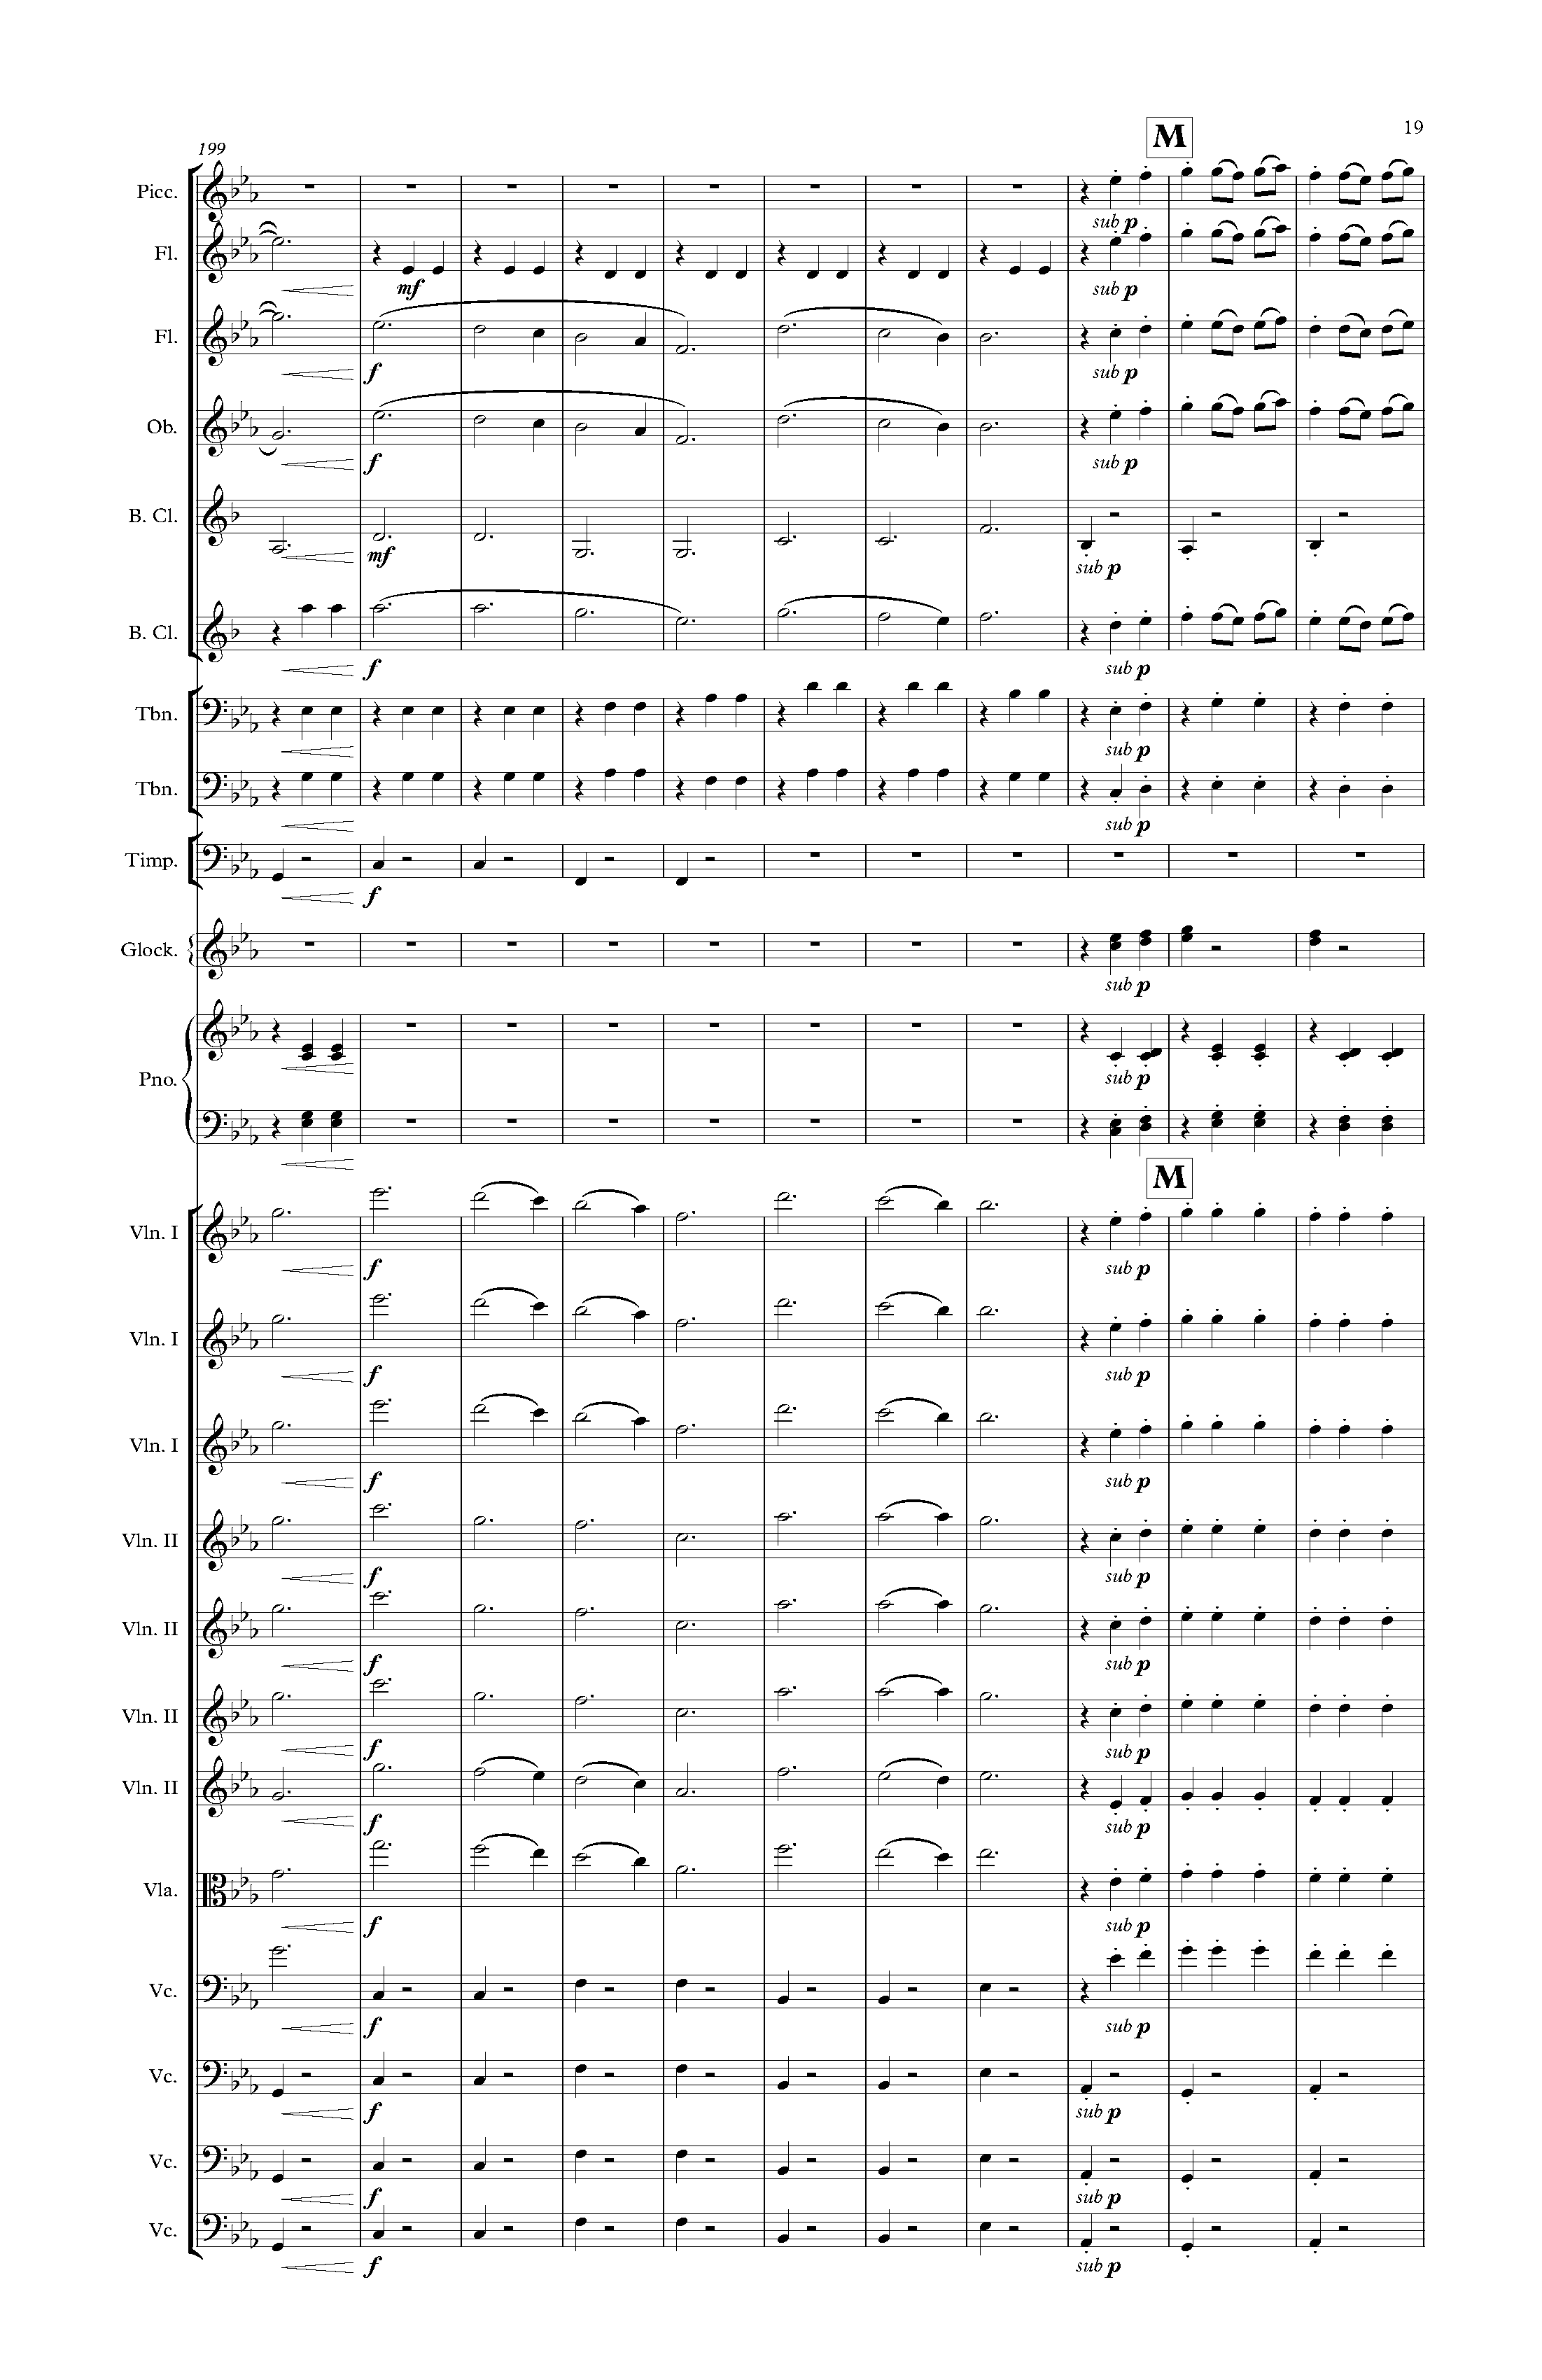 M
19
199
Picc.
sub p
Fl.
mf
sub p
Fl.
f
sub p
Ob.
f
sub p
B. Cl.
mf
sub p
B. Cl.
f
sub p
Tbn.
sub p
Tbn.
sub p
Timp.
f
Glock.
sub p
Pno.
sub p
M
Vln. I
f
sub p
Vln. I
f
sub p
Vln. I
f
sub p
Vln. II
f
sub p
Vln. II
f
sub p
Vln. II
f
sub p
Vln. II
f
sub p
Vla.
f
sub p
Vc.
f
sub p
Vc.
f
sub p
Vc.
f
sub p
Vc.
f
sub p